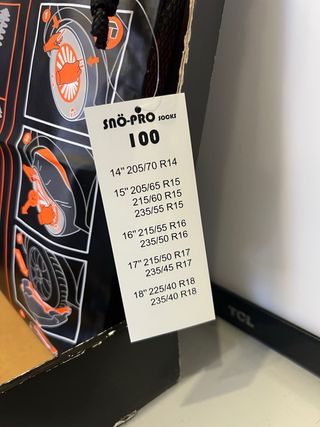 SNÖ-PRO SOCKS
100
14" 205/70 R14
15" 205/65 R15
215/60 R15
235/55 R15
16" 215/55 R16
235/50 R16
17" 215/50 R17
235/45 R17
18" 225/40 R18
235/40 R18
TCL